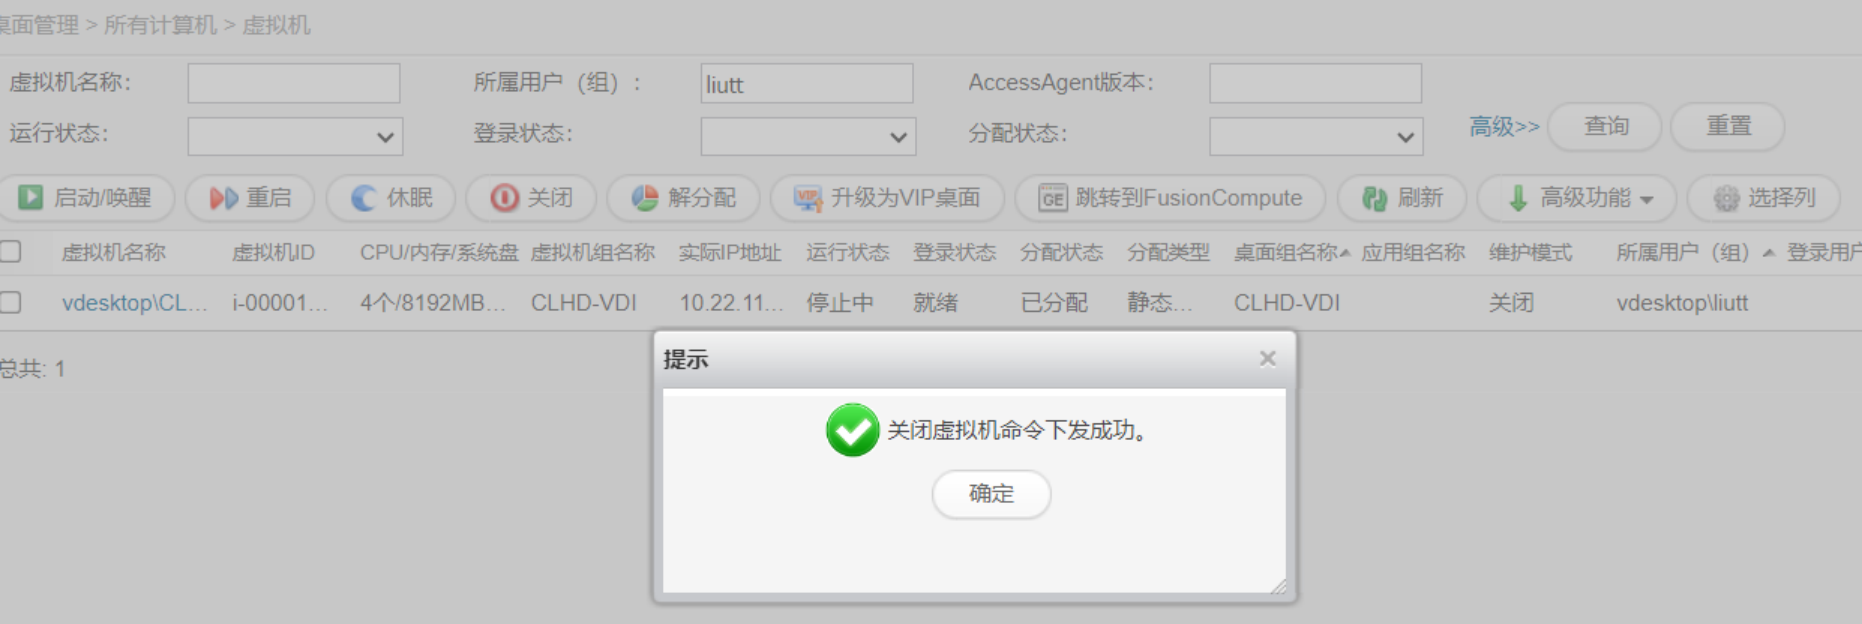 桌面管理 > 所有计算机 > 虚拟机
虚拟机名称: 所属用户（组）: liutt AccessAgent版本:
运行状态: 登录状态: 分配状态: 高级>> 查询 重置
启动/唤醒 重启 休眠 关闭 解分配 升级为VIP桌面 跳转到FusionCompute 刷新 高级功能 选择列
虚拟机名称 虚拟机ID CPU/内存/系统盘 虚拟机组名称 实际IP地址 运行状态 登录状态 分配状态 分配类型 桌面组名称 应用组名称 维护模式 所属用户（组） 登录用户
vdesktop\CL... i-00001... 4个/8192MB... CLHD-VDI 10.22.11... 停止中 就绪 已分配 静态... CLHD-VDI 关闭 vdesktop\liutt
总共: 1
提示
关闭虚拟机命令下发成功。
确定